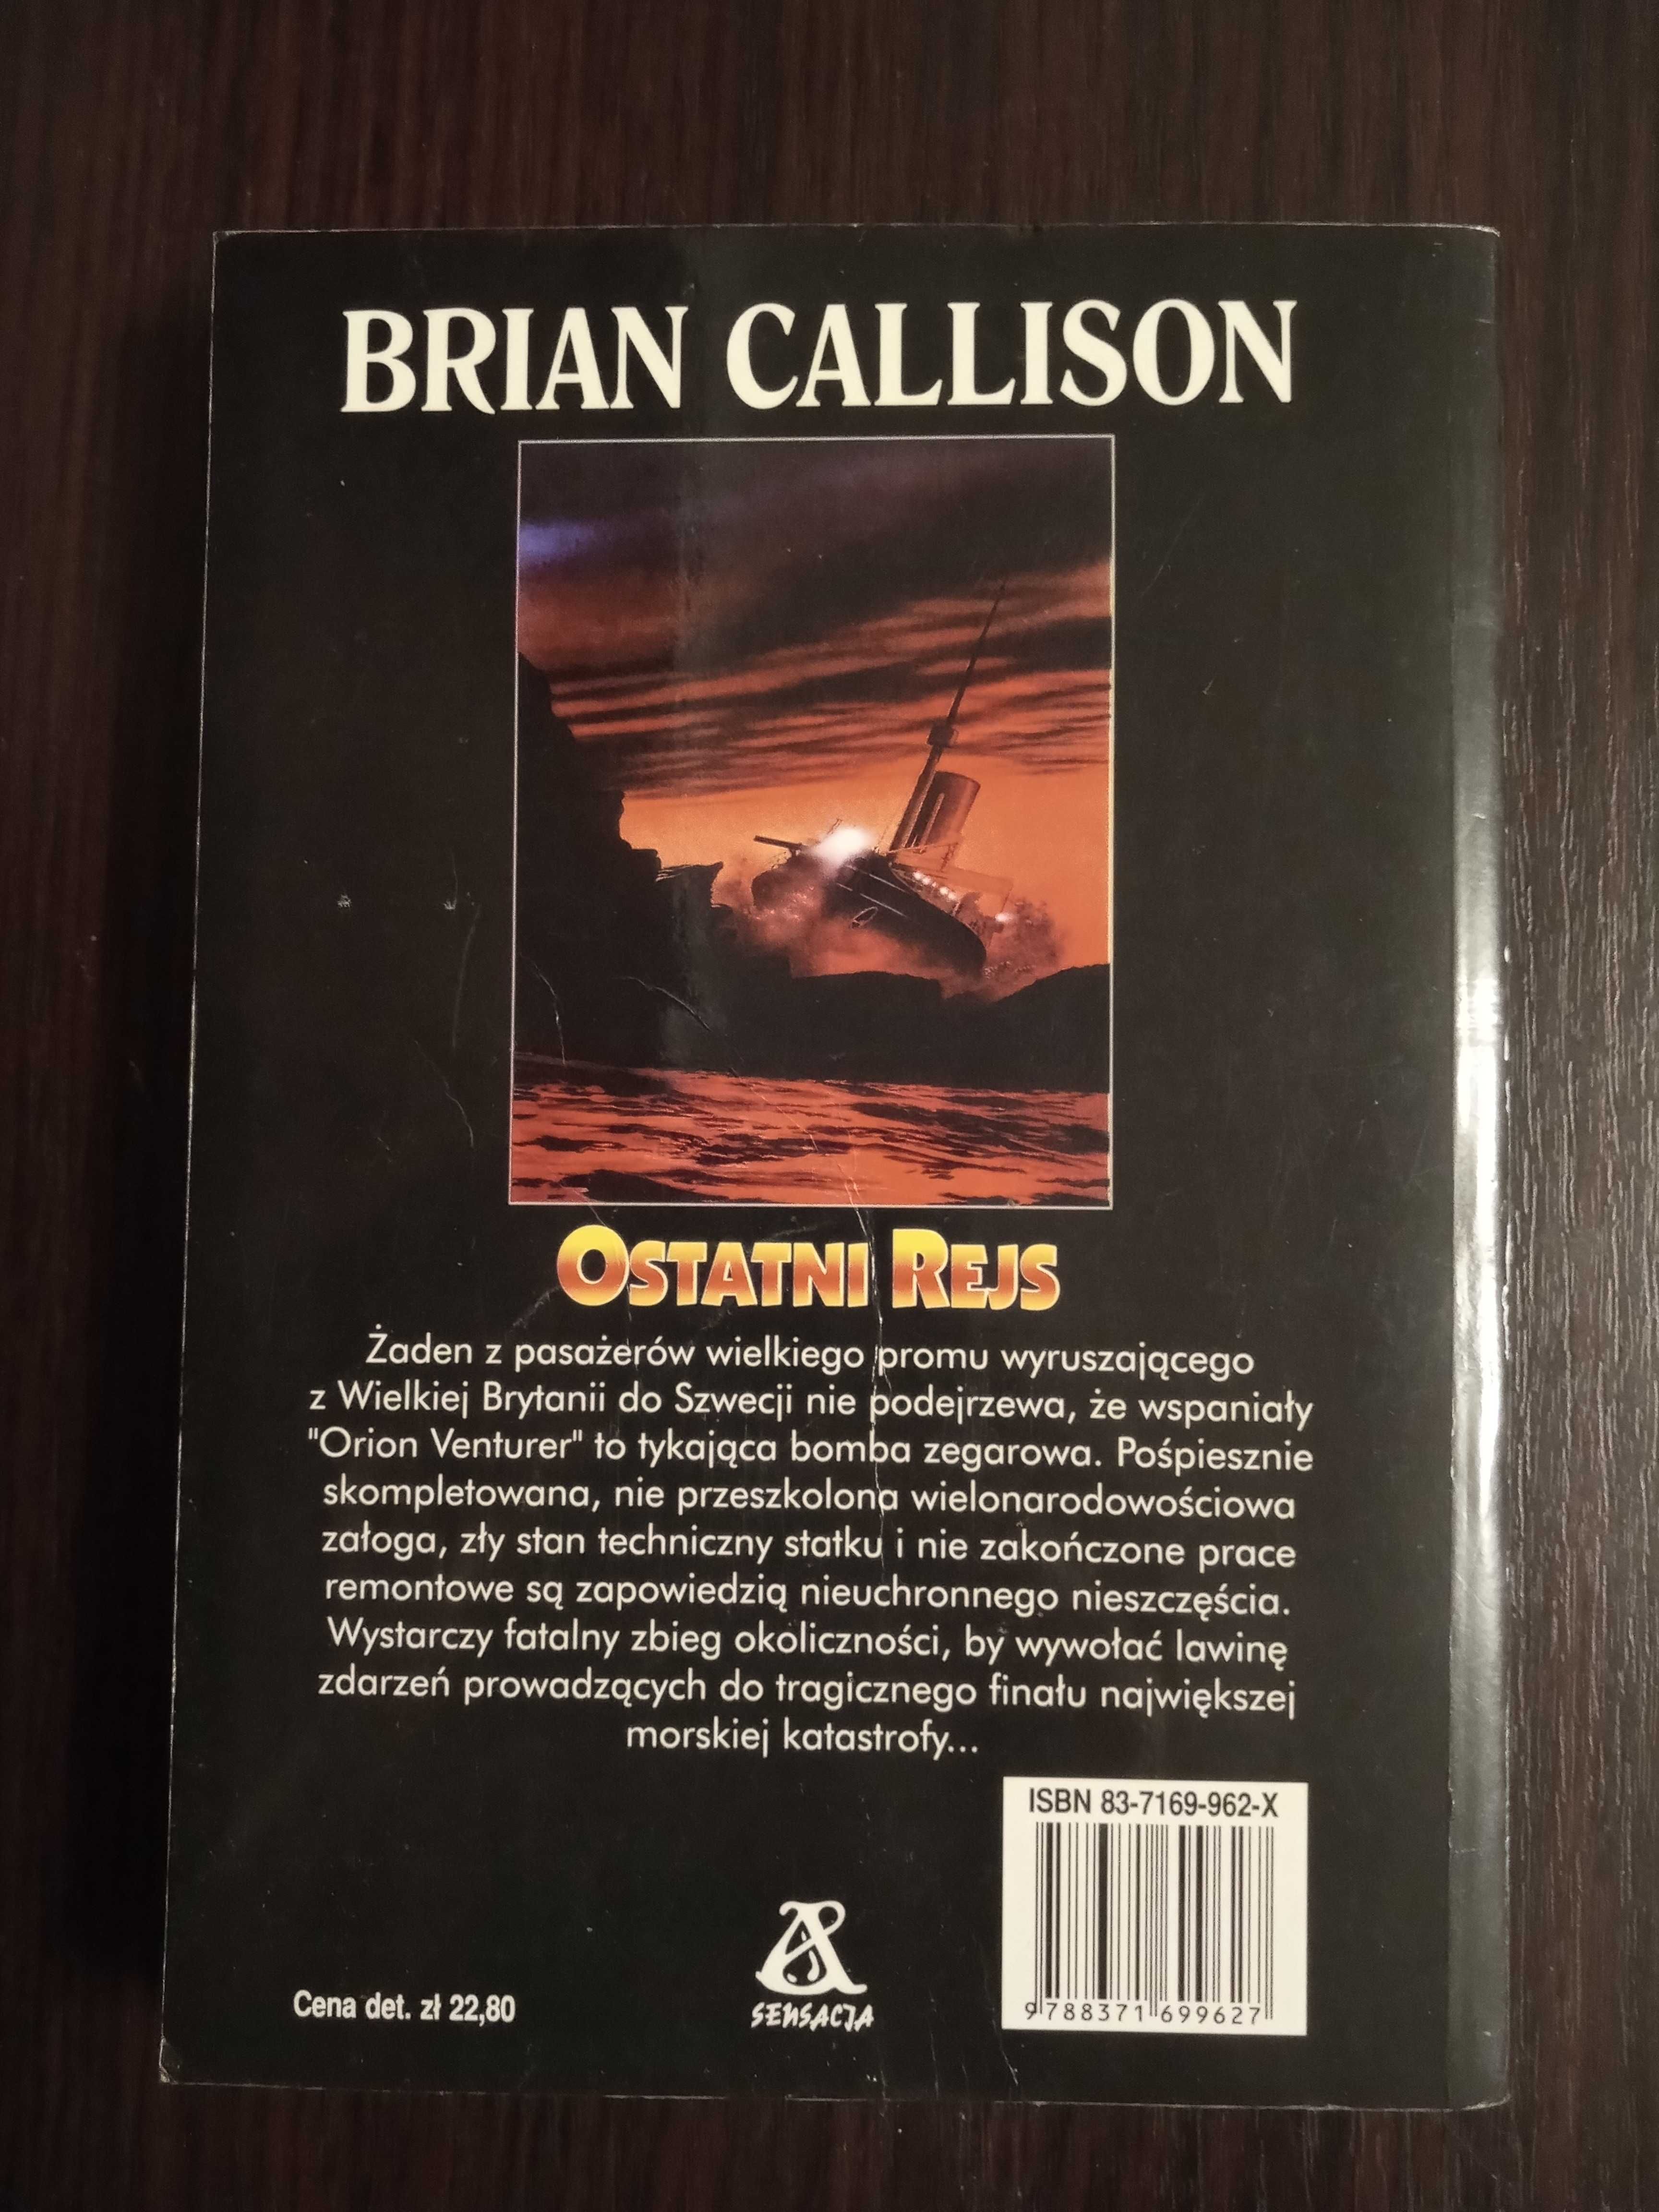 BRIAN CALLISON
OSTATNI REJS
Żaden z pasażerów wielkiego promu wyruszającego
z Wielkiej Brytanii do Szwecji nie podejrzewa, że wspaniały
"Orion Venturer" to tykająca bomba zegarowa. Pośpiesznie
skompletowana, nie przeszkolona wielonarodowościowa
załoga, zły stan techniczny statku i nie zakończone prace
remontowe są zapowiedzią nieuchronnego nieszczęścia.
Wystarczy fatalny zbieg okoliczności, by wywołać lawinę
zdarzeń prowadzących do tragicznego finału największej
morskiej katastrofy...
ISBN 83-7169-962-X
9 788371 699627
Cena det. zł 22,80
A
SENSACJA